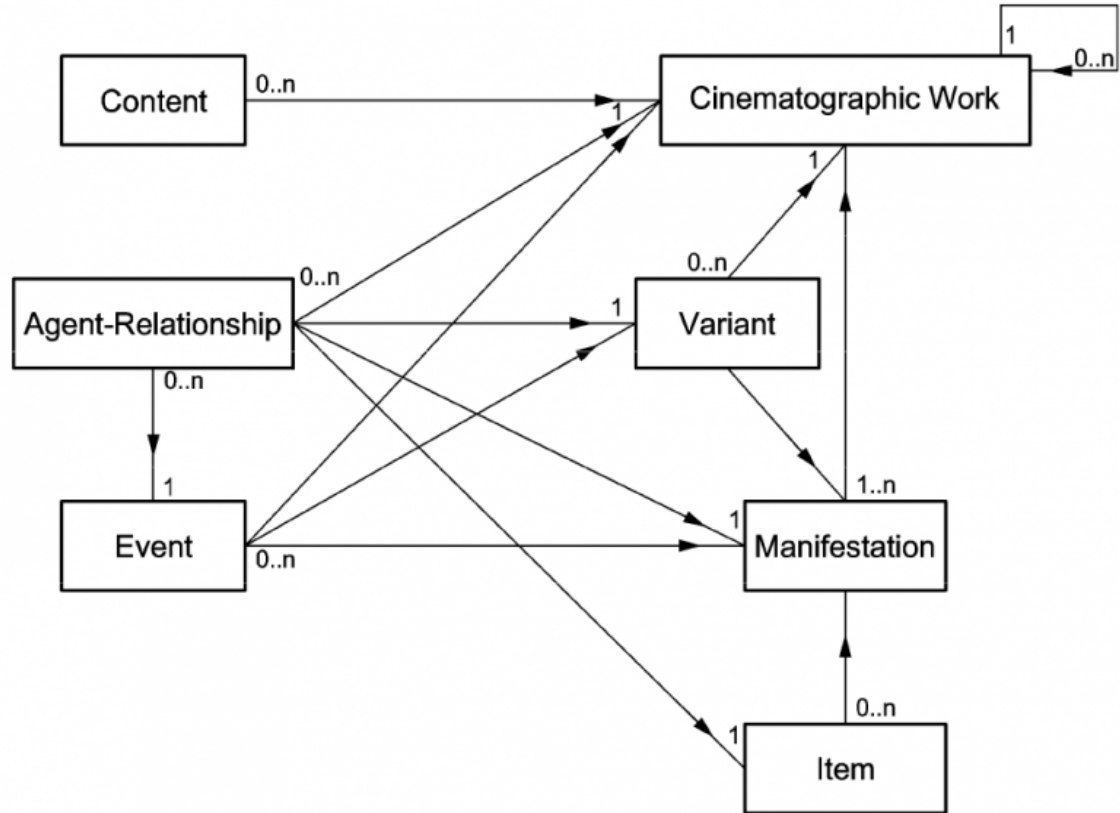 1
0..n
Content
0..n
1
Cinematographic Work
1
0..n
0..n
Agent-Relationship
1
Variant
0..n
1
1..n
Event
0..n
1
Manifestation
0..n
1
Item